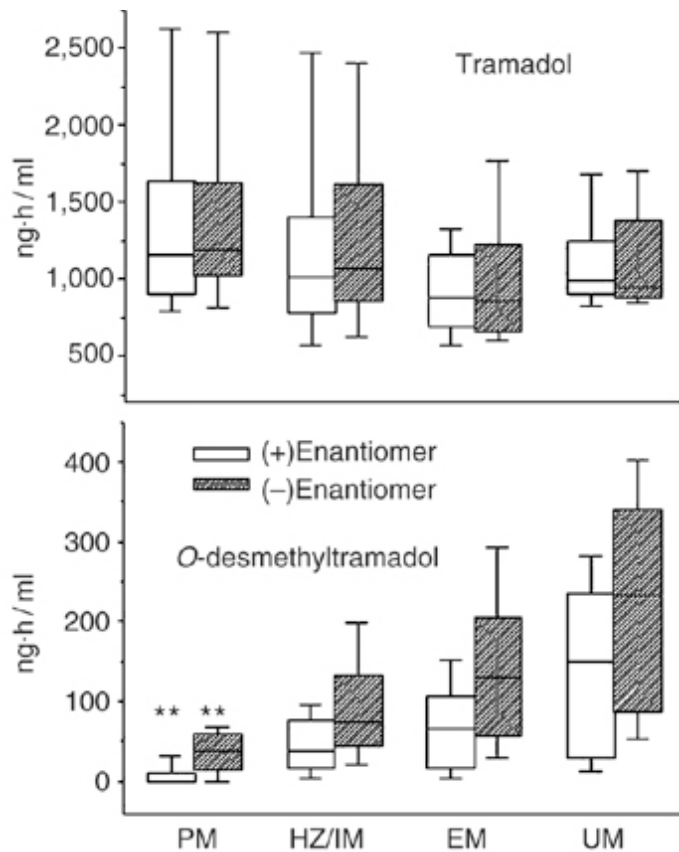 Tramadol
ng·h/ml
2,500
2,000
1,500
1,000
500
(+)Enantiomer
(−)Enantiomer
O-desmethyltramadol
ng·h/ml
400
300
200
100
0
** **
PM HZ/IM EM UM